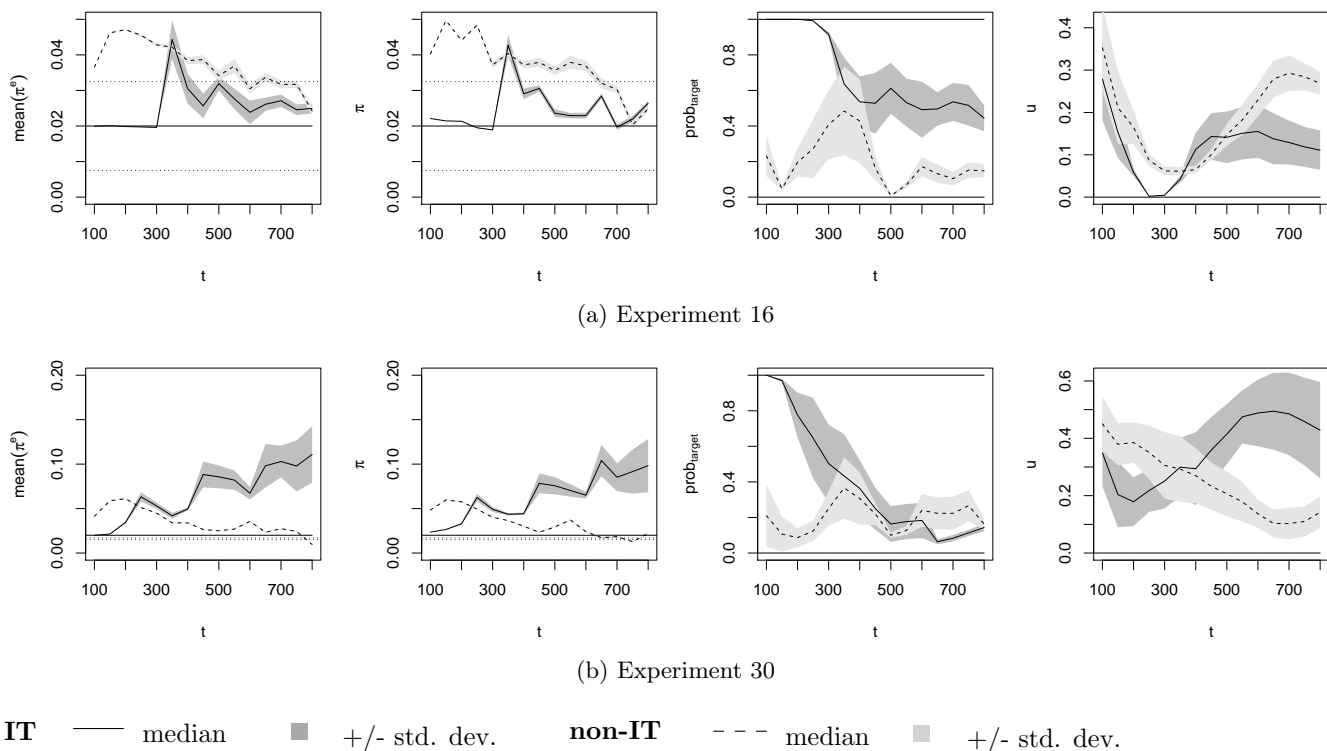 mean(πᵉ)
0.00 0.02 0.04
100 300 500 700
t
π
0.00 0.02 0.04
100 300 500 700
t
prob_target
0.0 0.4 0.8
100 300 500 700
t
u
0.0 0.1 0.2 0.3 0.4
100 300 500 700
t
(a) Experiment 16
mean(πᵉ)
0.00 0.10 0.20
100 300 500 700
t
π
0.00 0.10 0.20
100 300 500 700
t
prob_target
0.0 0.4 0.8
100 300 500 700
t
u
0.0 0.2 0.4 0.6
100 300 500 700
t
(b) Experiment 30
IT median +/- std. dev. non-IT median +/- std. dev.